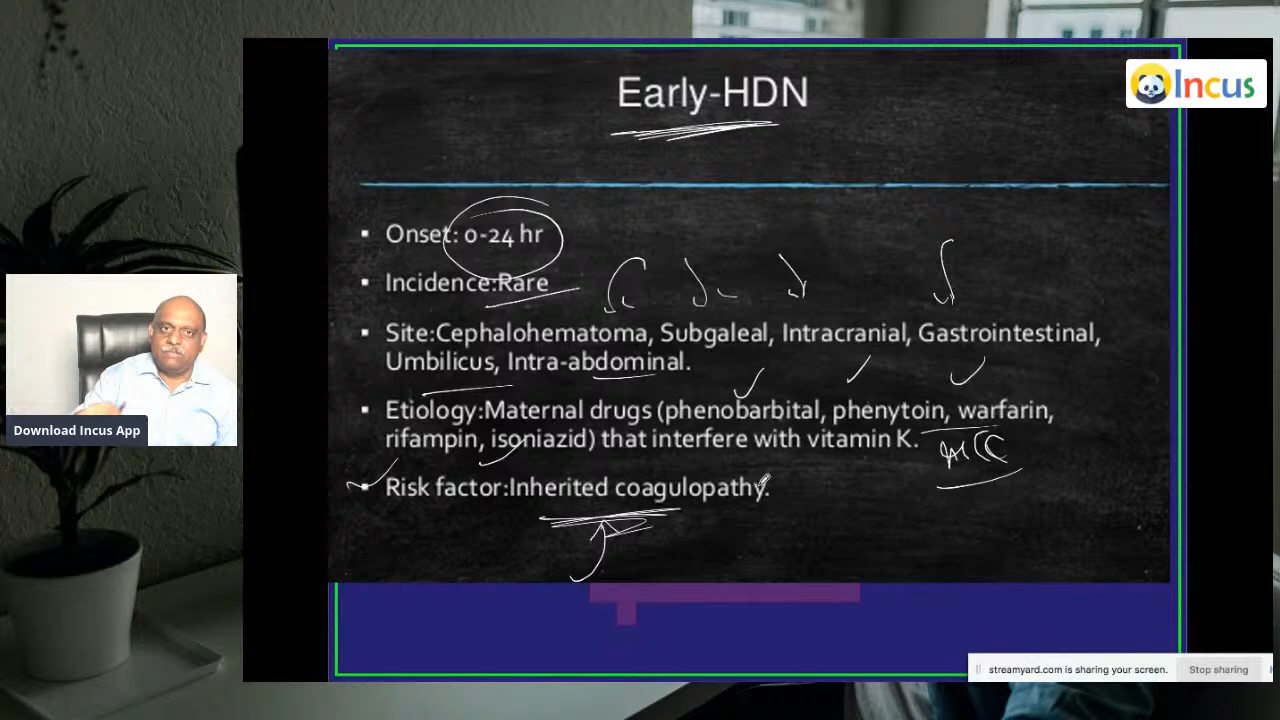 Early-HDN
Incus
Onset: 0-24 hr
Incidence:Rare
Site:Cephalohematoma, Subgaleal, Intracranial, Gastrointestinal,
Umbilicus, Intra-abdominal.
Etiology:Maternal drugs (phenobarbital, phenytoin, warfarin,
rifampin, isoniazid) that interfere with vitamin K.
Risk factor:Inherited coagulopathy.
Download Incus App
streamyard.com is sharing your screen.
Stop sharing